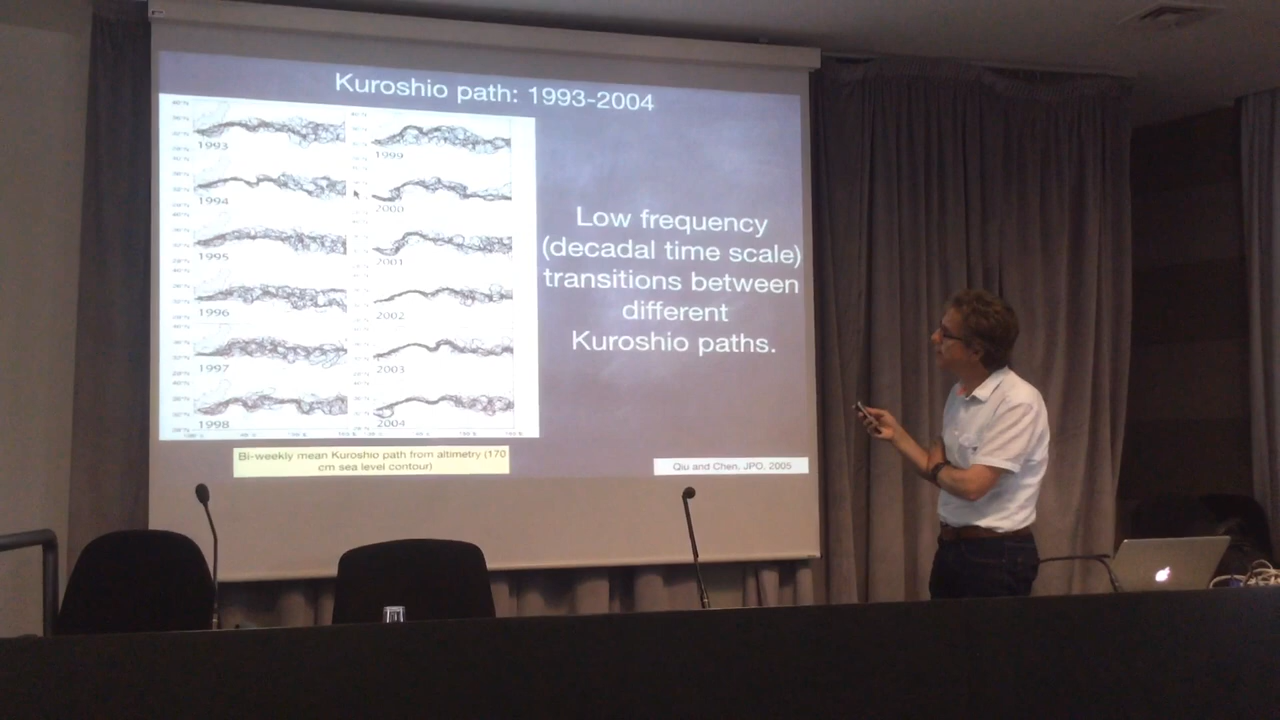 Kuroshio path: 1993-2004
1993
1994
1995
1996
1997
1998
1999
2000
2001
2002
2003
2004
Low frequency
(decadal time scale)
transitions between
different
Kuroshio paths.
Bi-weekly mean Kuroshio path from altimetry (170
cm sea level contour)
Qiu and Chen, JPO, 2005